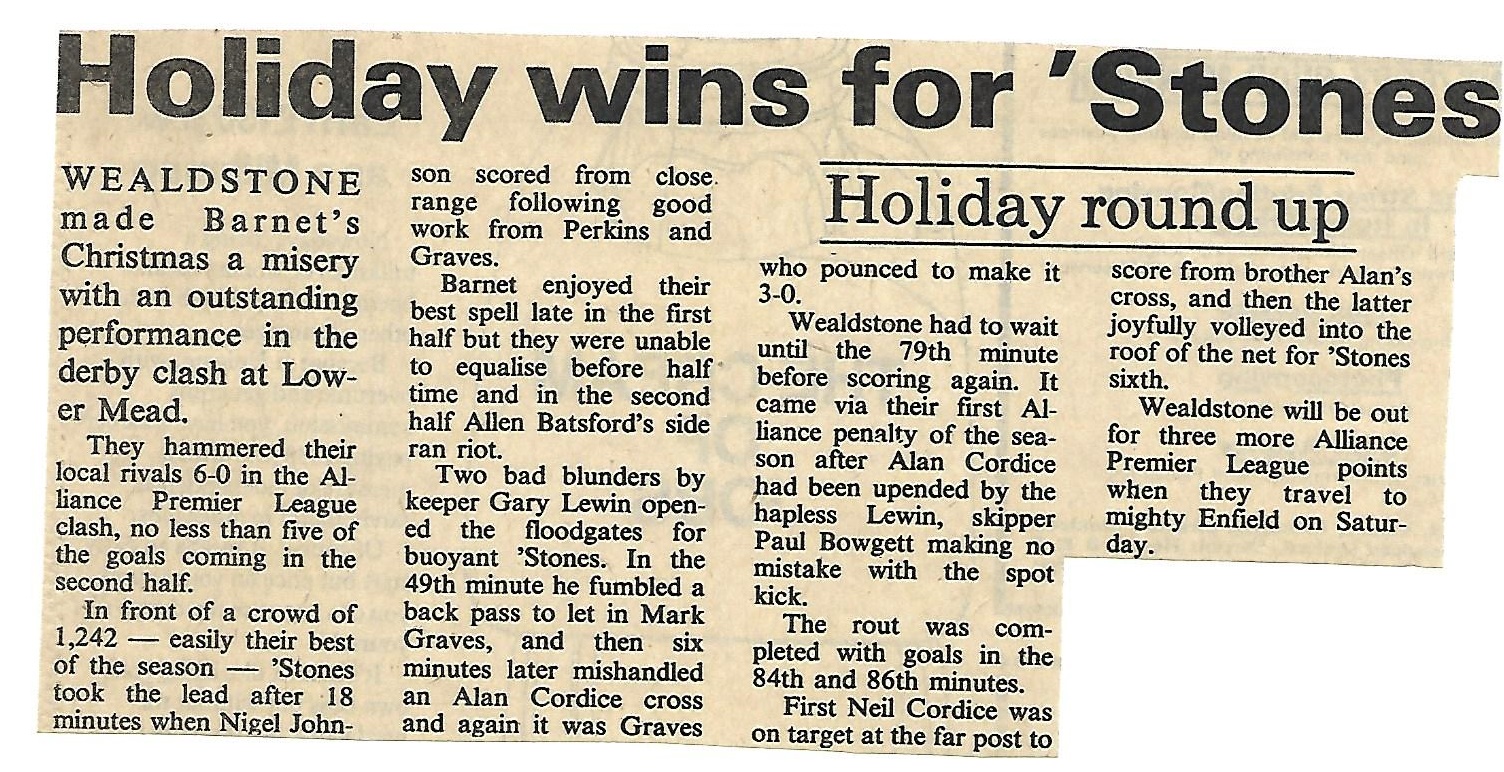 Holiday wins for 'Stones
WEALDSTONE
made Barnet's
Christmas a misery
with an outstanding
performance in the
derby clash at Low-
er Mead.
They hammered their
local rivals 6-0 in the Al-
liance Premier League
clash, no less than five of
the goals coming in the
second half.
In front of a crowd of
1,242 — easily their best
of the season — 'Stones
took the lead after 18
minutes when Nigel John-
son scored from close
range following good
work from Perkins and
Graves.
Barnet enjoyed their
best spell late in the first
half but they were unable
to equalise before half
time and in the second
half Allen Batsford's side
ran riot.
Two bad blunders by
keeper Gary Lewin open-
ed the floodgates for
buoyant 'Stones. In the
49th minute he fumbled a
back pass to let in Mark
Graves, and then six
minutes later mishandled
an Alan Cordice cross
and again it was Graves
Holiday round up
who pounced to make it
3-0.
Wealdstone had to wait
until the 79th minute
before scoring again. It
came via their first Al-
liance penalty of the sea-
son after Alan Cordice
had been upended by the
hapless Lewin, skipper
Paul Bowgett making no
mistake with the spot
kick.
The rout was com-
pleted with goals in the
84th and 86th minutes.
First Neil Cordice was
on target at the far post to
score from brother Alan's
cross, and then the latter
joyfully volleyed into the
roof of the net for 'Stones
sixth.
Wealdstone will be out
for three more Alliance
Premier League points
when they travel to
mighty Enfield on Satur-
day.